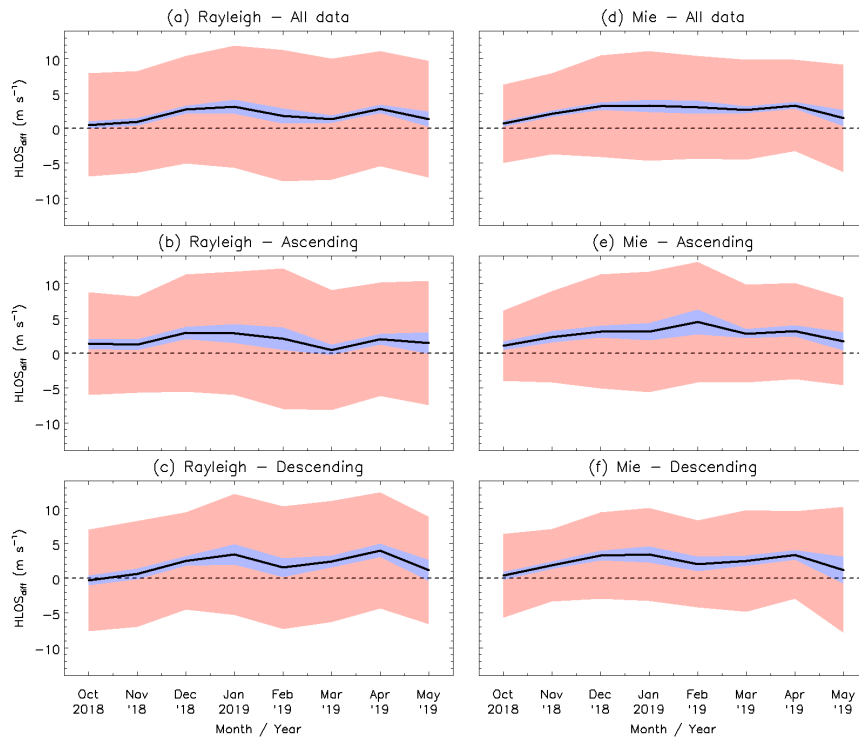 (a) Rayleigh − All data
(d) Mie − All data
HLOSdiff (m s−1)
10
5
0
−5
−10
(b) Rayleigh − Ascending
(e) Mie − Ascending
HLOSdiff (m s−1)
10
5
0
−5
−10
(c) Rayleigh − Descending
(f) Mie − Descending
HLOSdiff (m s−1)
10
5
0
−5
−10
Oct Nov Dec Jan Feb Mar Apr May
2018 '18 '18 2019 '19 '19 '19 '19
Month / Year
Oct Nov Dec Jan Feb Mar Apr May
2018 '18 '18 2019 '19 '19 '19 '19
Month / Year